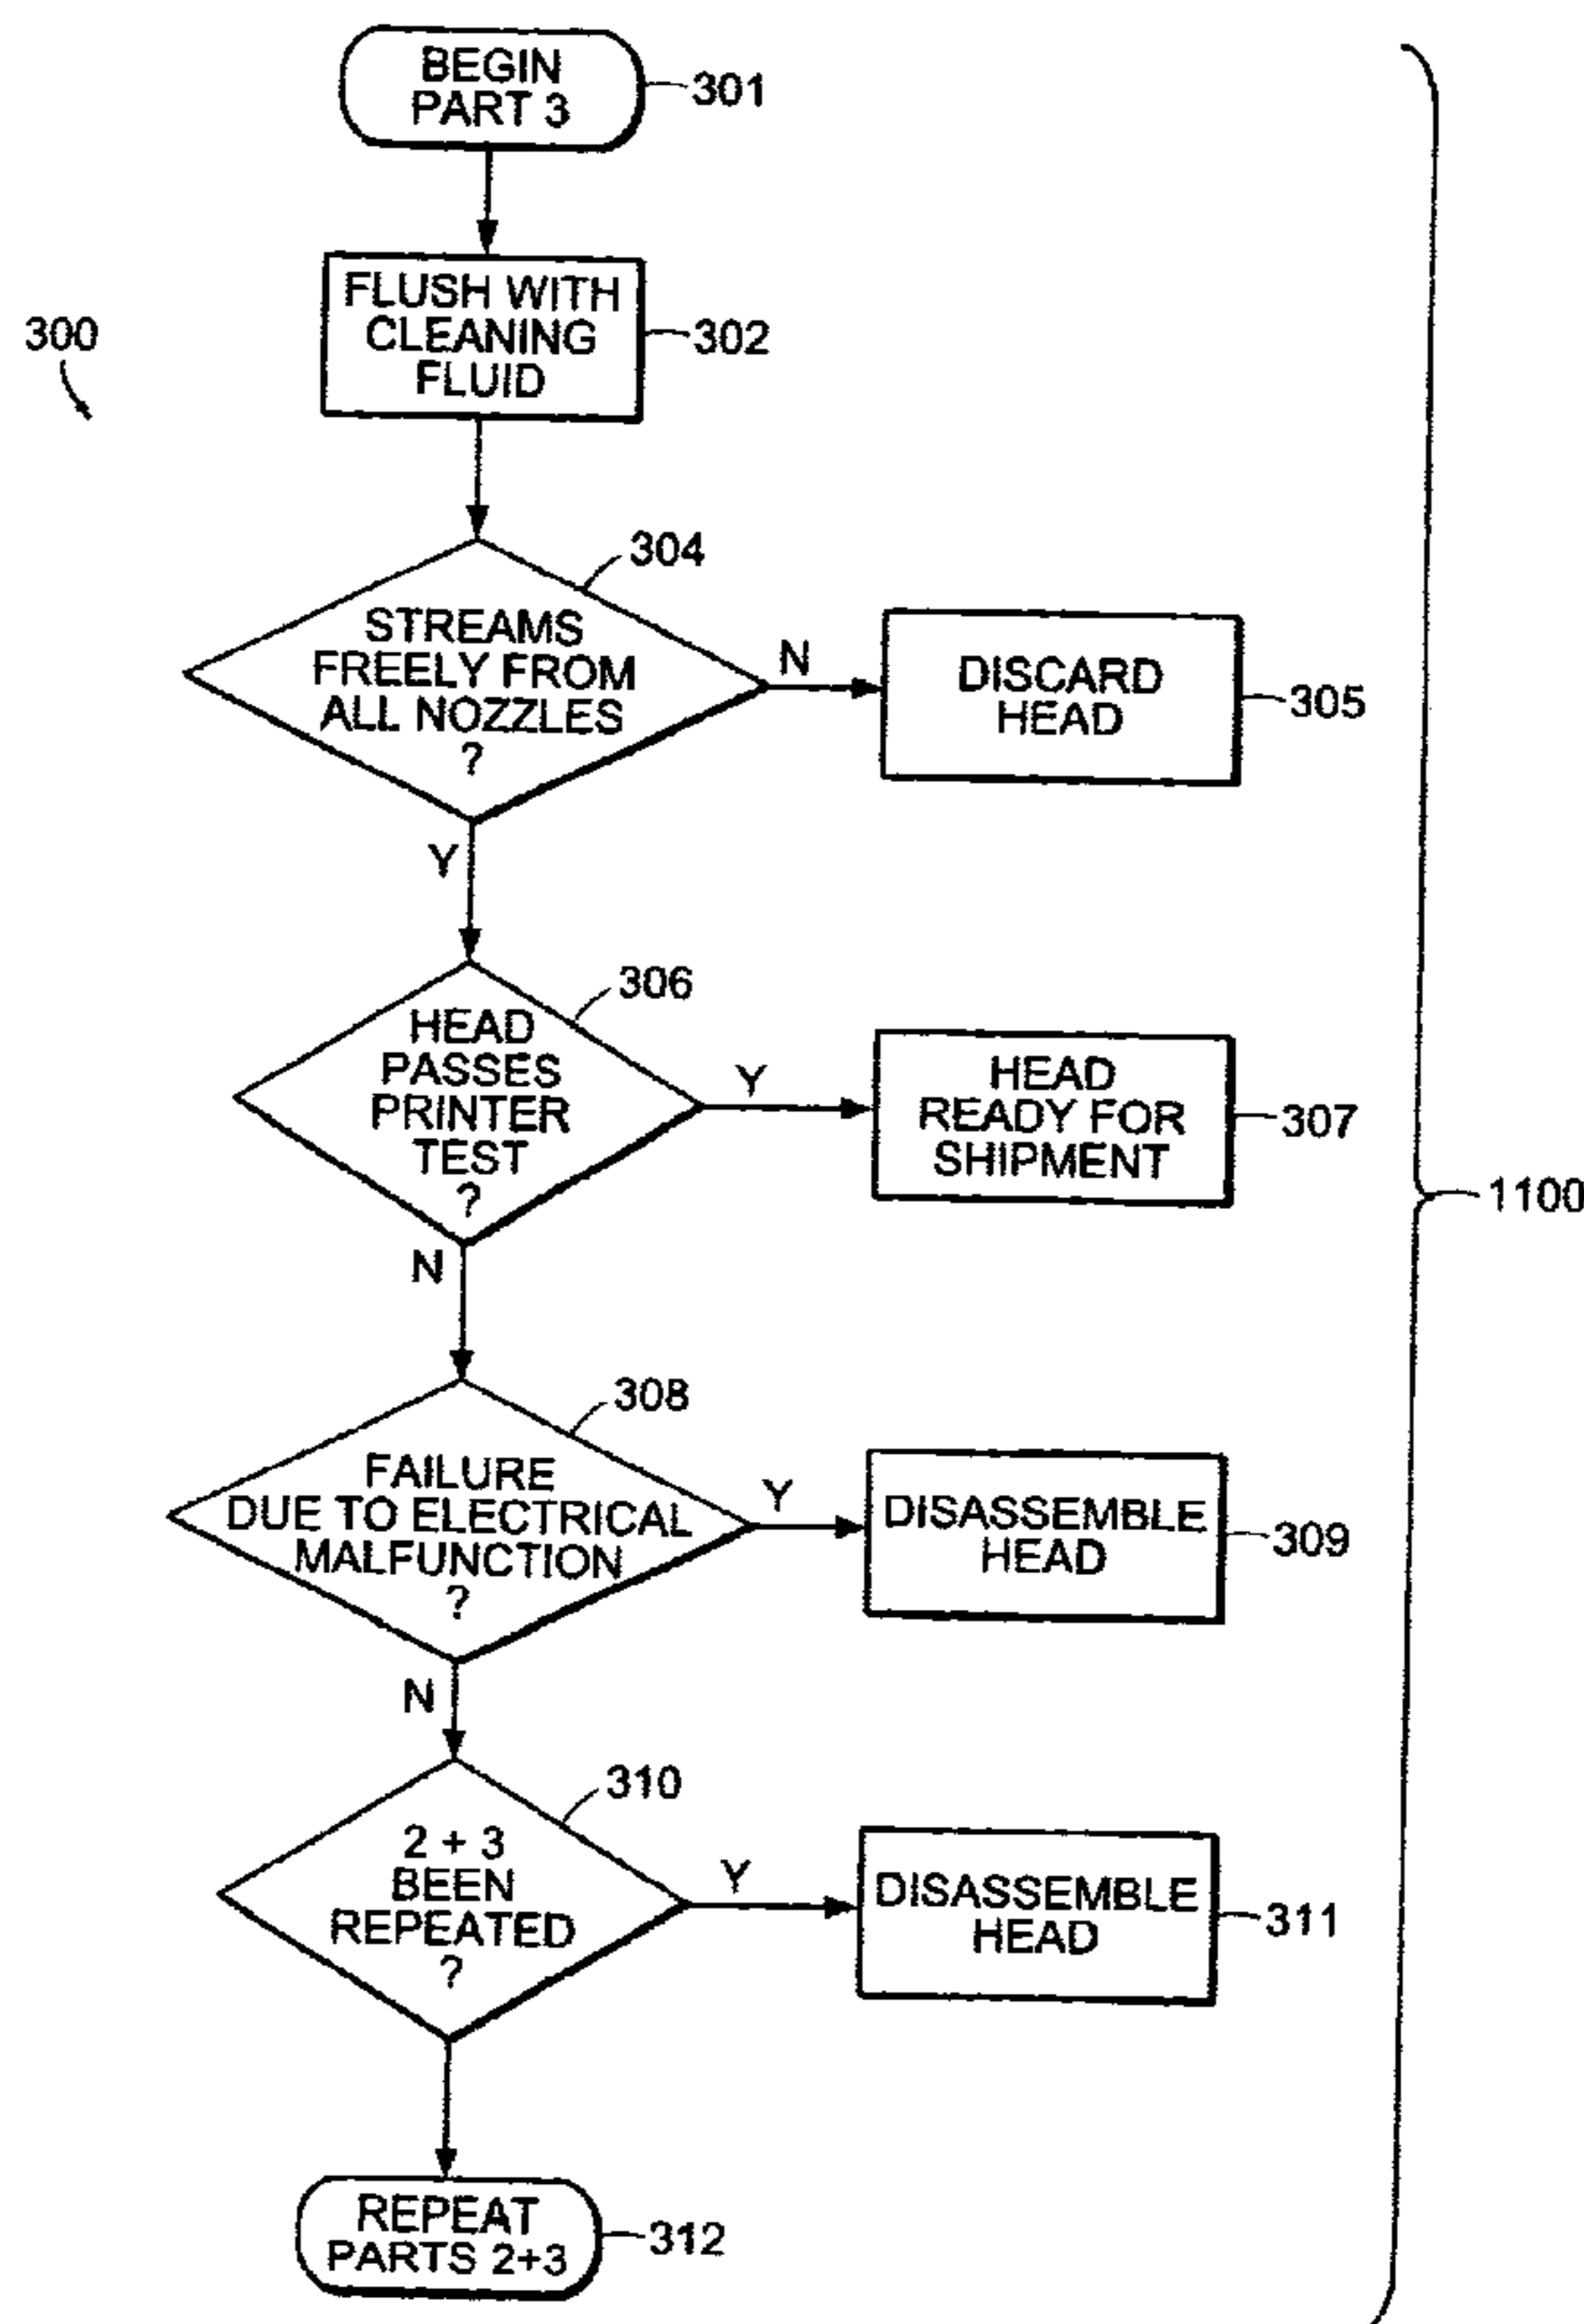 BEGIN
PART 3
301
300
FLUSH WITH
CLEANING
FLUID
302
304
STREAMS
FREELY FROM
ALL NOZZLES
?
N
DISCARD
HEAD
305
Y
306
HEAD
PASSES
PRINTER
TEST
?
Y
HEAD
READY FOR
SHIPMENT
307
1100
N
308
FAILURE
DUE TO ELECTRICAL
MALFUNCTION
?
Y
DISASSEMBLE
HEAD
309
N
310
2 + 3
BEEN
REPEATED
?
Y
DISASSEMBLE
HEAD
311
REPEAT
PARTS 2+3
312